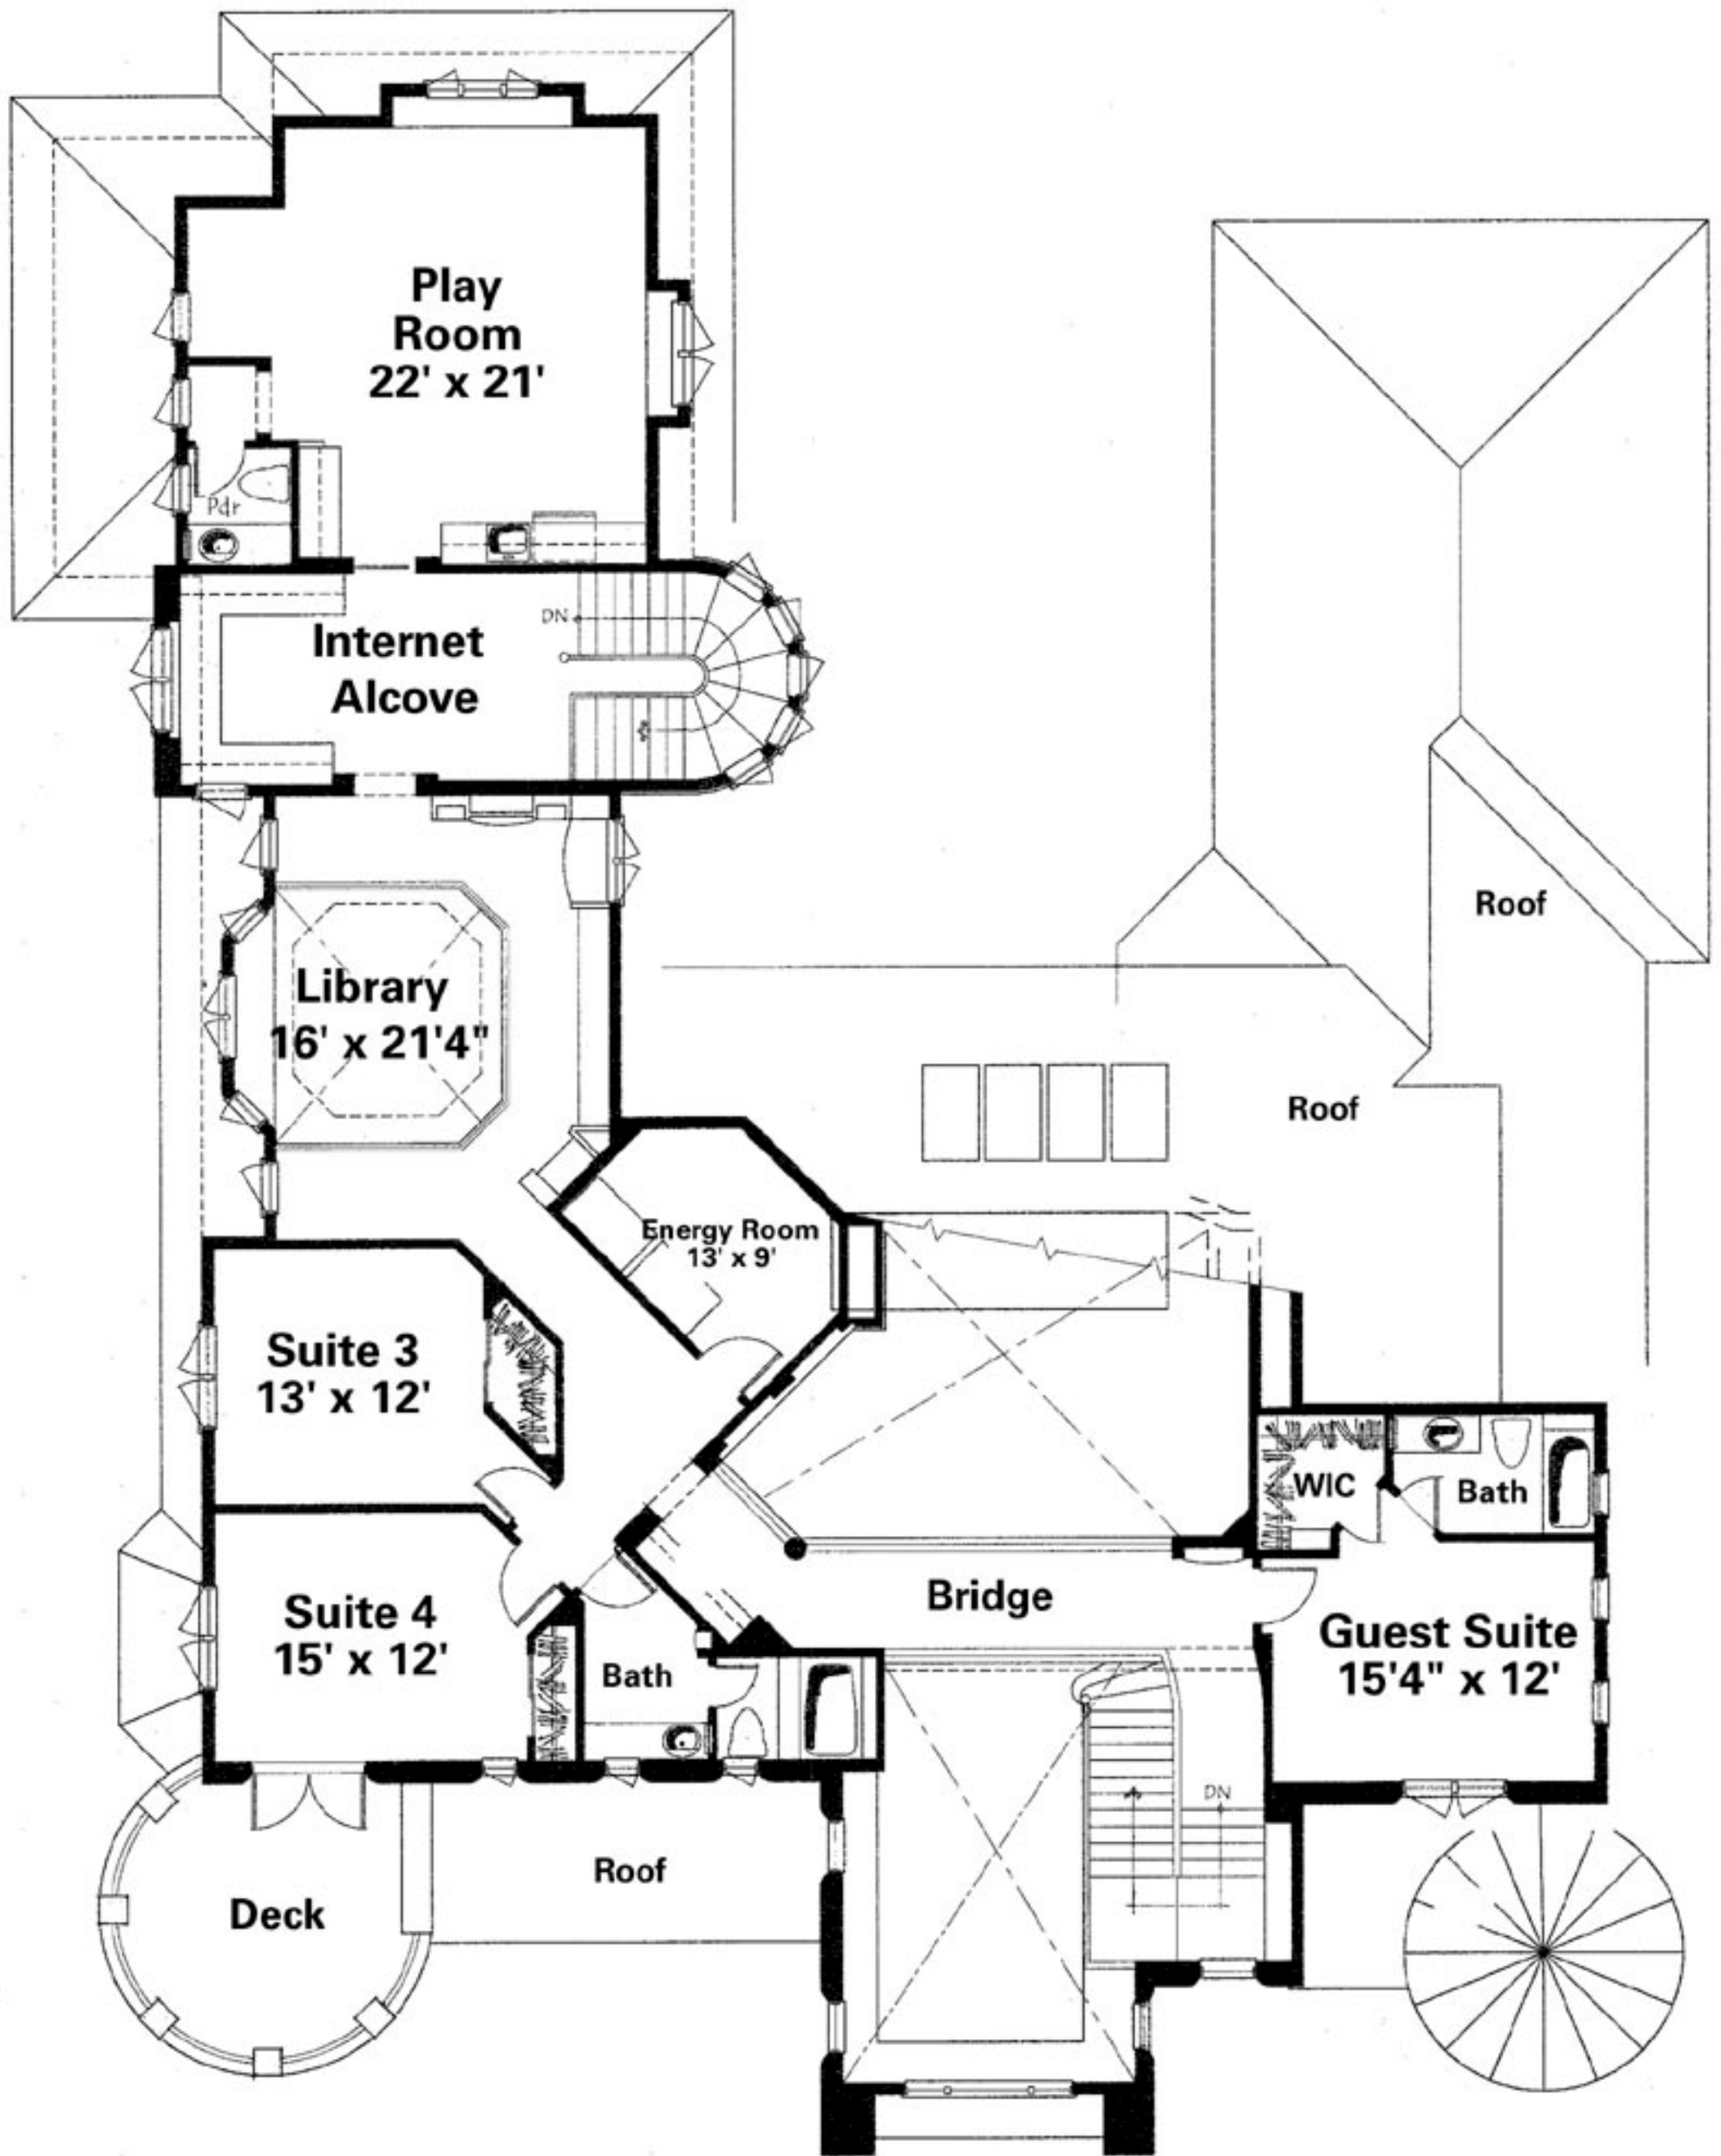 Play
Room
22' x 21'
Pdr
DN
Internet
Alcove
Roof
Library
16' x 21'4"
Roof
Energy Room
13' x 9'
Suite 3
13' x 12'
WIC
Bath
Suite 4
15' x 12'
Bridge
Guest Suite
15'4" x 12'
Bath
DN
Roof
Deck